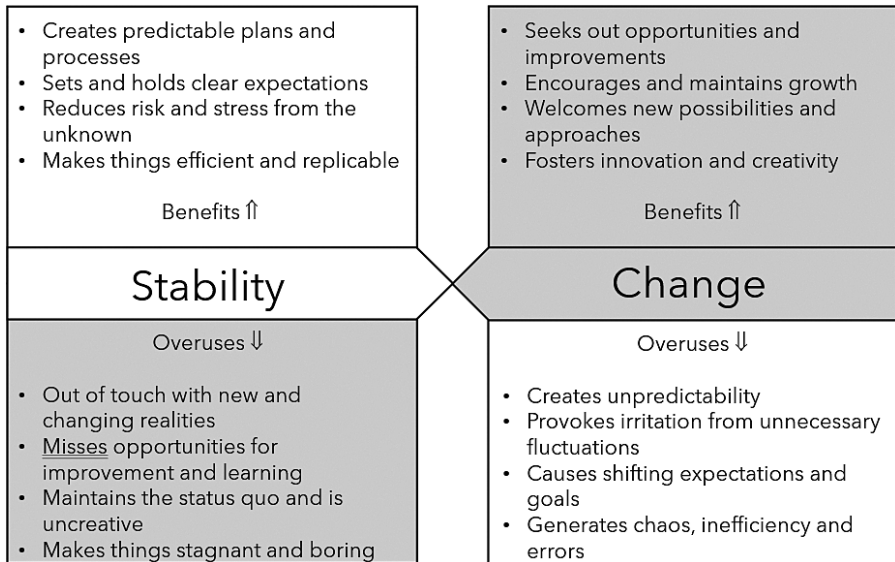 • Creates predictable plans and
processes
• Sets and holds clear expectations
• Reduces risk and stress from the
unknown
• Makes things efficient and replicable
Benefits ⇑
• Seeks out opportunities and
improvements
• Encourages and maintains growth
• Welcomes new possibilities and
approaches
• Fosters innovation and creativity
Benefits ⇑
Stability
Change
Overuses ⇓
• Out of touch with new and
changing realities
• Misses opportunities for
improvement and learning
• Maintains the status quo and is
uncreative
• Makes things stagnant and boring
Overuses ⇓
• Creates unpredictability
• Provokes irritation from unnecessary
fluctuations
• Causes shifting expectations and
goals
• Generates chaos, inefficiency and
errors